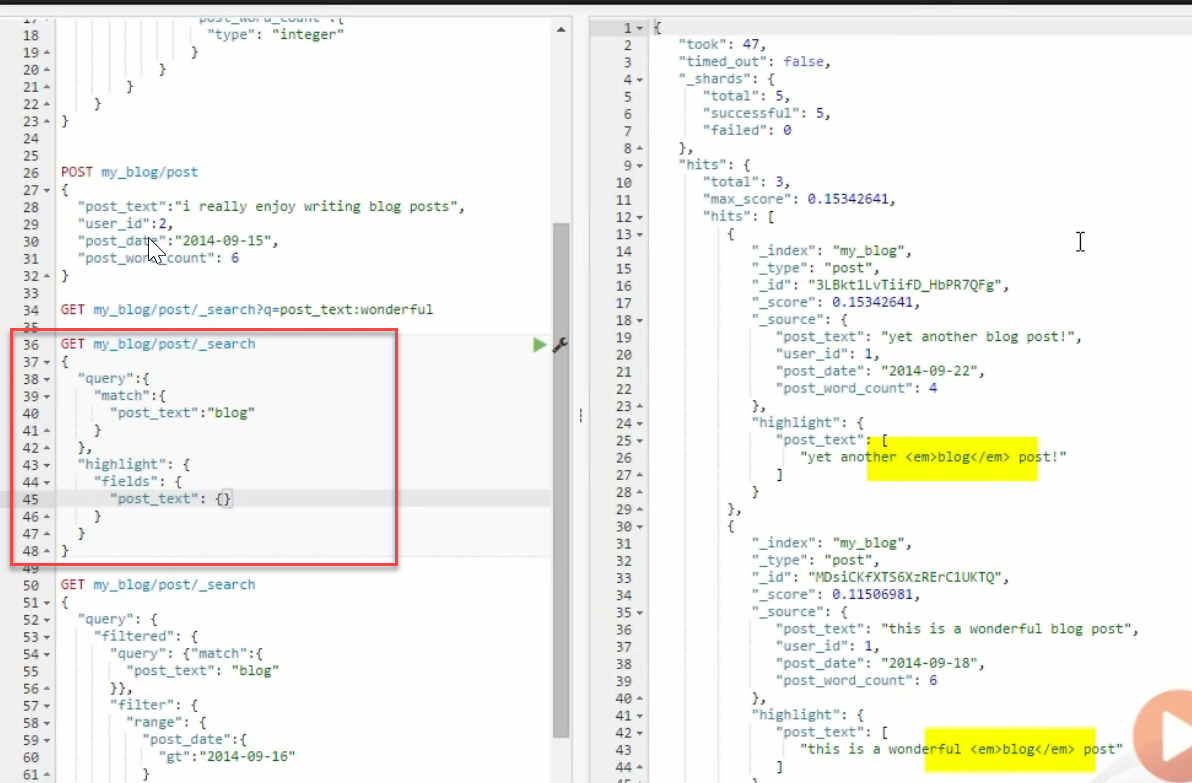 17
18 "type": "integer"
19 }
20 }
21 }
22 }
23 }
24
25
26 POST my_blog/post
27 {
28 "post_text":"i really enjoy writing blog posts",
29 "user_id":2,
30 "post_date":"2014-09-15",
31 "post_word_count": 6
32 }
33
34 GET my_blog/post/_search?q=post_text:wonderful
35
36 GET my_blog/post/_search
37 {
38 "query":{
39 "match":{
40 "post_text":"blog"
41 }
42 },
43 "highlight": {
44 "fields": {
45 "post_text": {}
46 }
47 }
48 }
49
50 GET my_blog/post/_search
51 {
52 "query": {
53 "filtered": {
54 "query": {"match":{
55 "post_text": "blog"
56 }},
57 "filter": {
58 "range": {
59 "post_date":{
60 "gt":"2014-09-16"
61 }
1 {
2 "took": 47,
3 "timed_out": false,
4 "_shards": {
5 "total": 5,
6 "successful": 5,
7 "failed": 0
8 },
9 "hits": {
10 "total": 3,
11 "max_score": 0.15342641,
12 "hits": [
13 {
14 "_index": "my_blog",
15 "_type": "post",
16 "_id": "3LBkt1LvTiifD_HbPR7QFg",
17 "_score": 0.15342641,
18 "_source": {
19 "post_text": "yet another blog post!",
20 "user_id": 1,
21 "post_date": "2014-09-22",
22 "post_word_count": 4
23 },
24 "highlight": {
25 "post_text": [
26 "yet another <em>blog</em> post!"
27 ]
28 }
29 },
30 {
31 "_index": "my_blog",
32 "_type": "post",
33 "_id": "MDsiCKfXTS6XzRErC1UKTQ",
34 "_score": 0.11506981,
35 "_source": {
36 "post_text": "this is a wonderful blog post",
37 "user_id": 1,
38 "post_date": "2014-09-18",
39 "post_word_count": 6
40 },
41 "highlight": {
42 "post_text": [
43 "this is a wonderful <em>blog</em> post"
44 ]